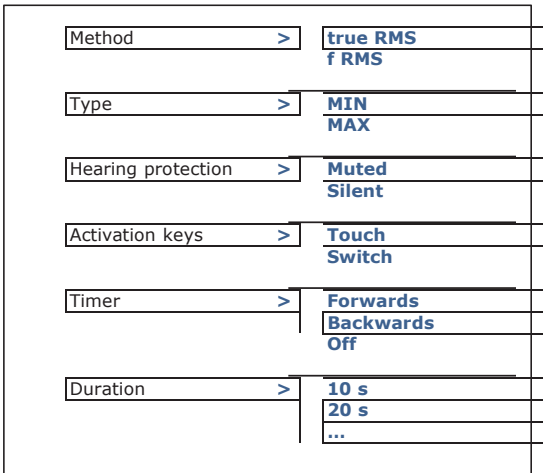 Method > true RMS
f RMS
Type > MIN
MAX
Hearing protection > Muted
Silent
Activation keys > Touch
Switch
Timer > Forwards
Backwards
Off
Duration > 10 s
20 s
...